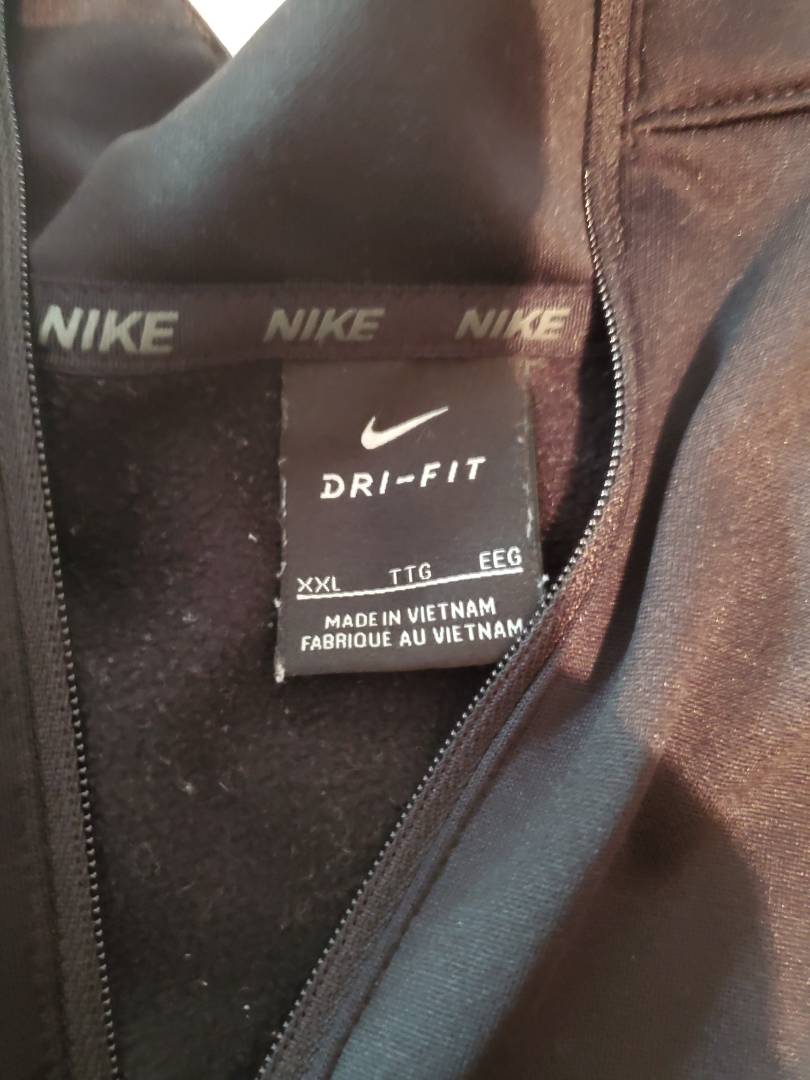 NIKE NIKE NIKE
DRI-FIT
XXL TTG EEG
MADE IN VIETNAM
FABRIQUE AU VIETNAM